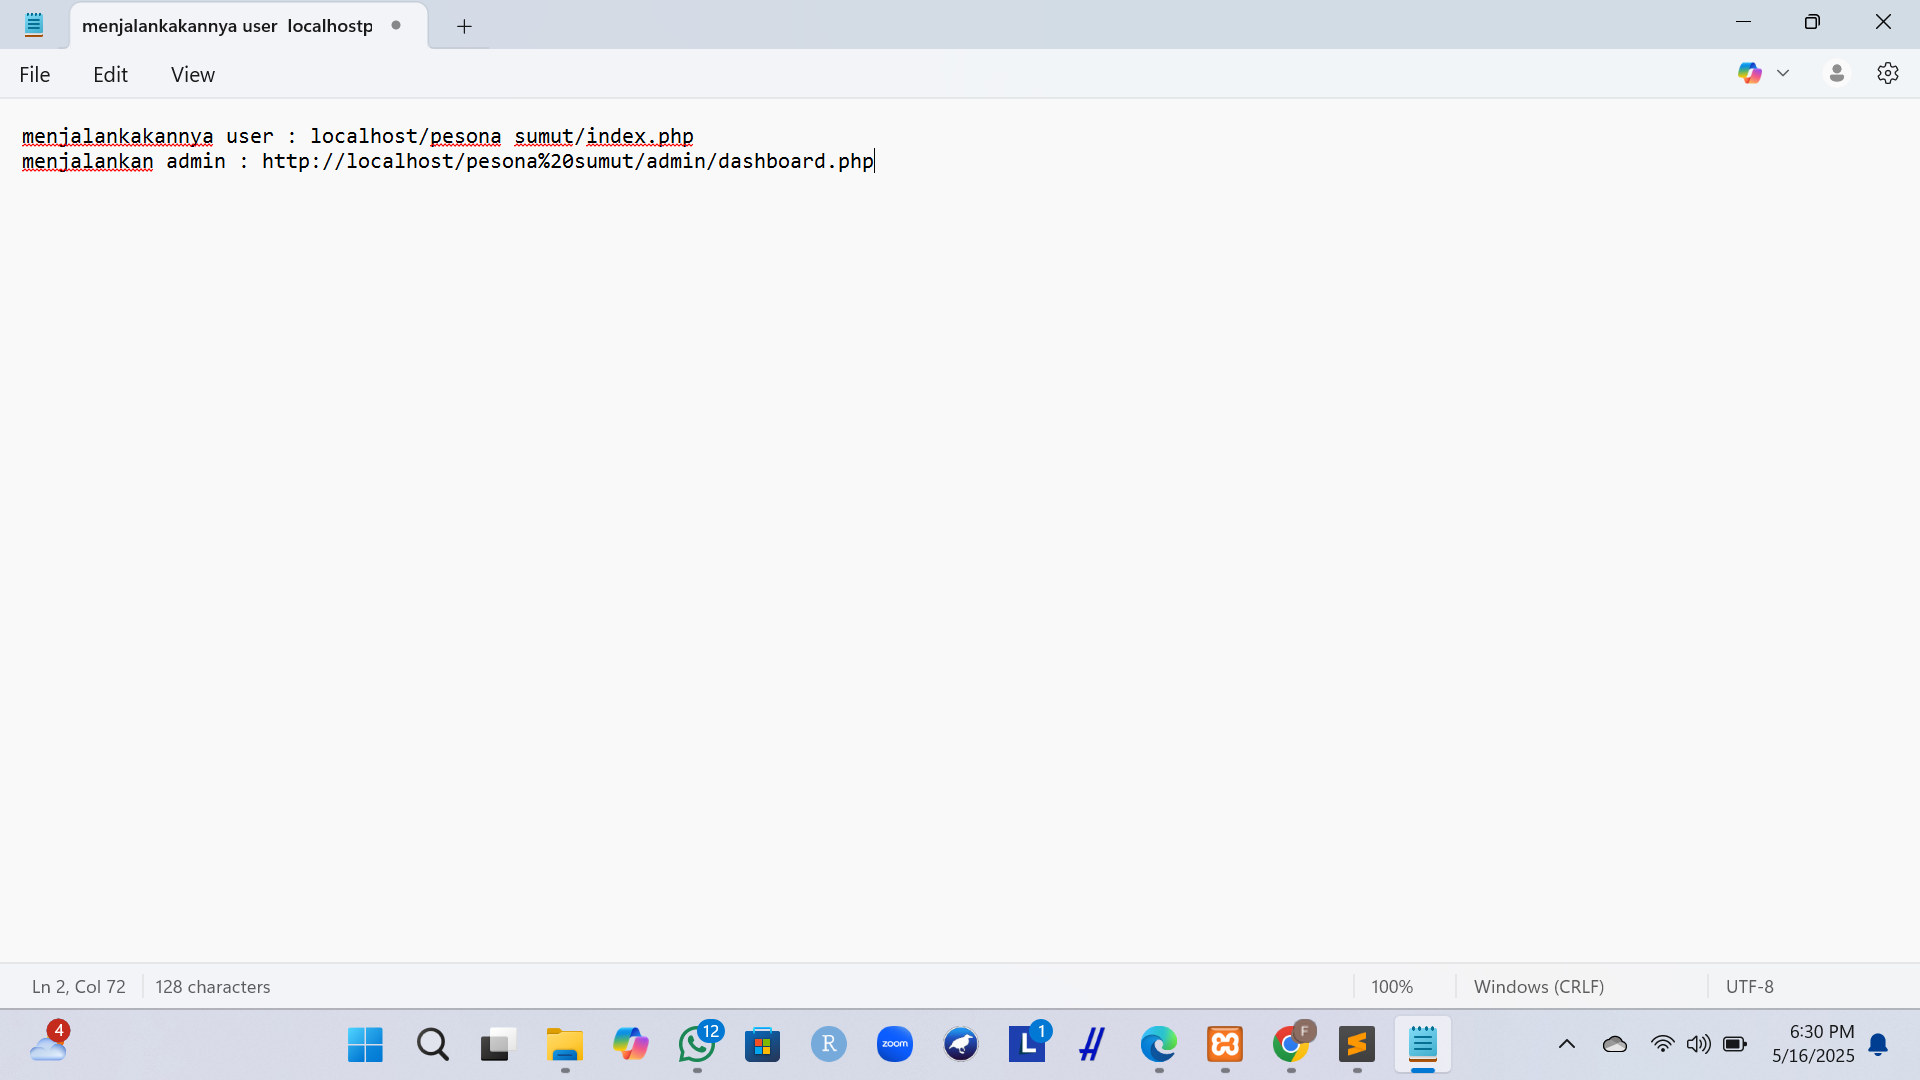 menjalankakannya user  localhostp
File Edit View
menjalankakannya user : localhost/pesona sumut/index.php
menjalankan admin : http://localhost/pesona%20sumut/admin/dashboard.php
Ln 2, Col 72 128 characters 100% Windows (CRLF) UTF-8
4 12 R zoom L 1 F 6:30 PM
5/16/2025